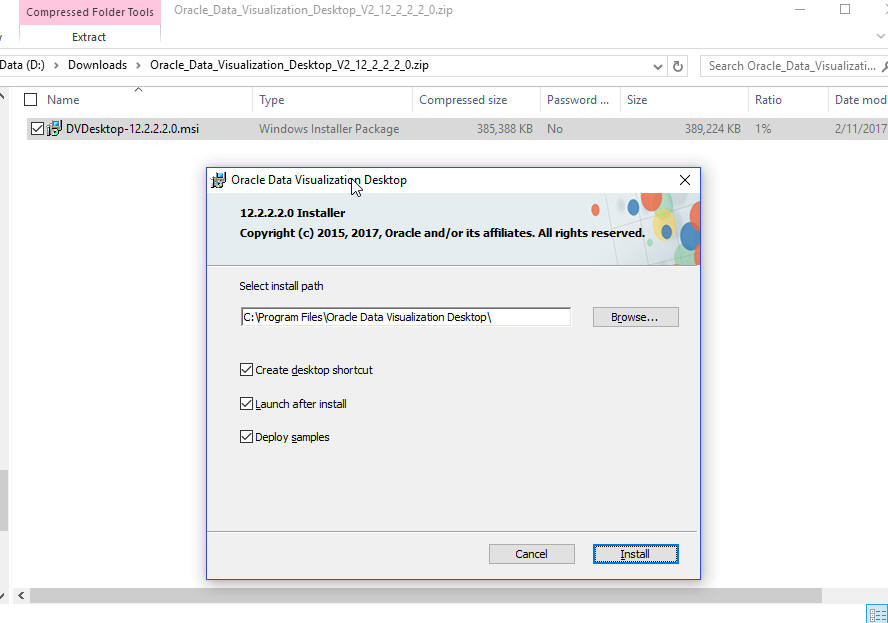 Compressed Folder Tools
Oracle_Data_Visualization_Desktop_V2_12_2_2_2_0.zip
Extract
Data (D:) > Downloads > Oracle_Data_Visualization_Desktop_V2_12_2_2_2_0.zip
Search Oracle_Data_Visualizati...
Name Type Compressed size Password ... Size Ratio Date mod
DVDesktop-12.2.2.2.0.msi Windows Installer Package 385,388 KB No 389,224 KB 1% 2/11/2017
Oracle Data Visualization Desktop
12.2.2.2.0 Installer
Copyright (c) 2015, 2017, Oracle and/or its affiliates. All rights reserved.
Select install path
C:\Program Files\Oracle Data Visualization Desktop\
Browse...
Create desktop shortcut
Launch after install
Deploy samples
Cancel
Install